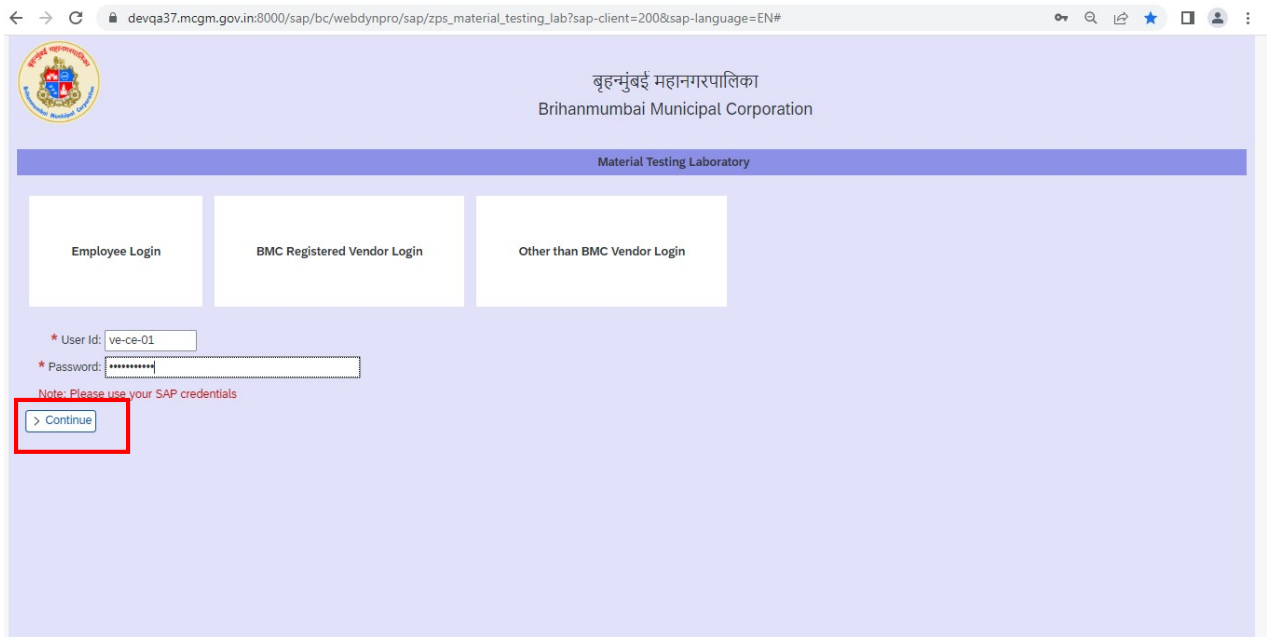 devqa37.mcgm.gov.in:8000/sap/bc/webdynpro/sap/zps_material_testing_lab?sap-client=200&sap-language=EN#
बृहन्मुंबई महानगरपालिका
Brihanmumbai Municipal Corporation
Material Testing Laboratory
Employee Login
BMC Registered Vendor Login
Other than BMC Vendor Login
* User Id: ve-ce-01
* Password: •••••••••••
Note: Please use your SAP credentials
> Continue